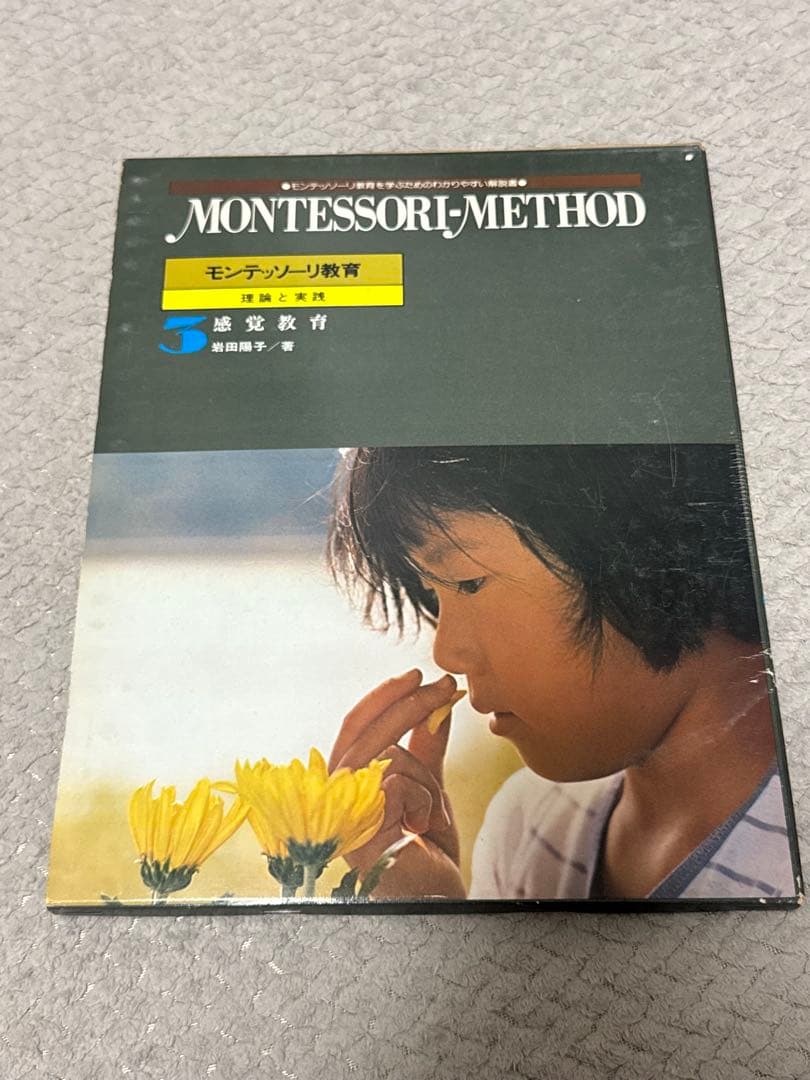 ●モンテッソーリ教育を学ぶためのわかりやすい解説書●
MONTESSORI-METHOD
モンテッソーリ教育
理論と実践
3 感覚教育
岩田陽子/著